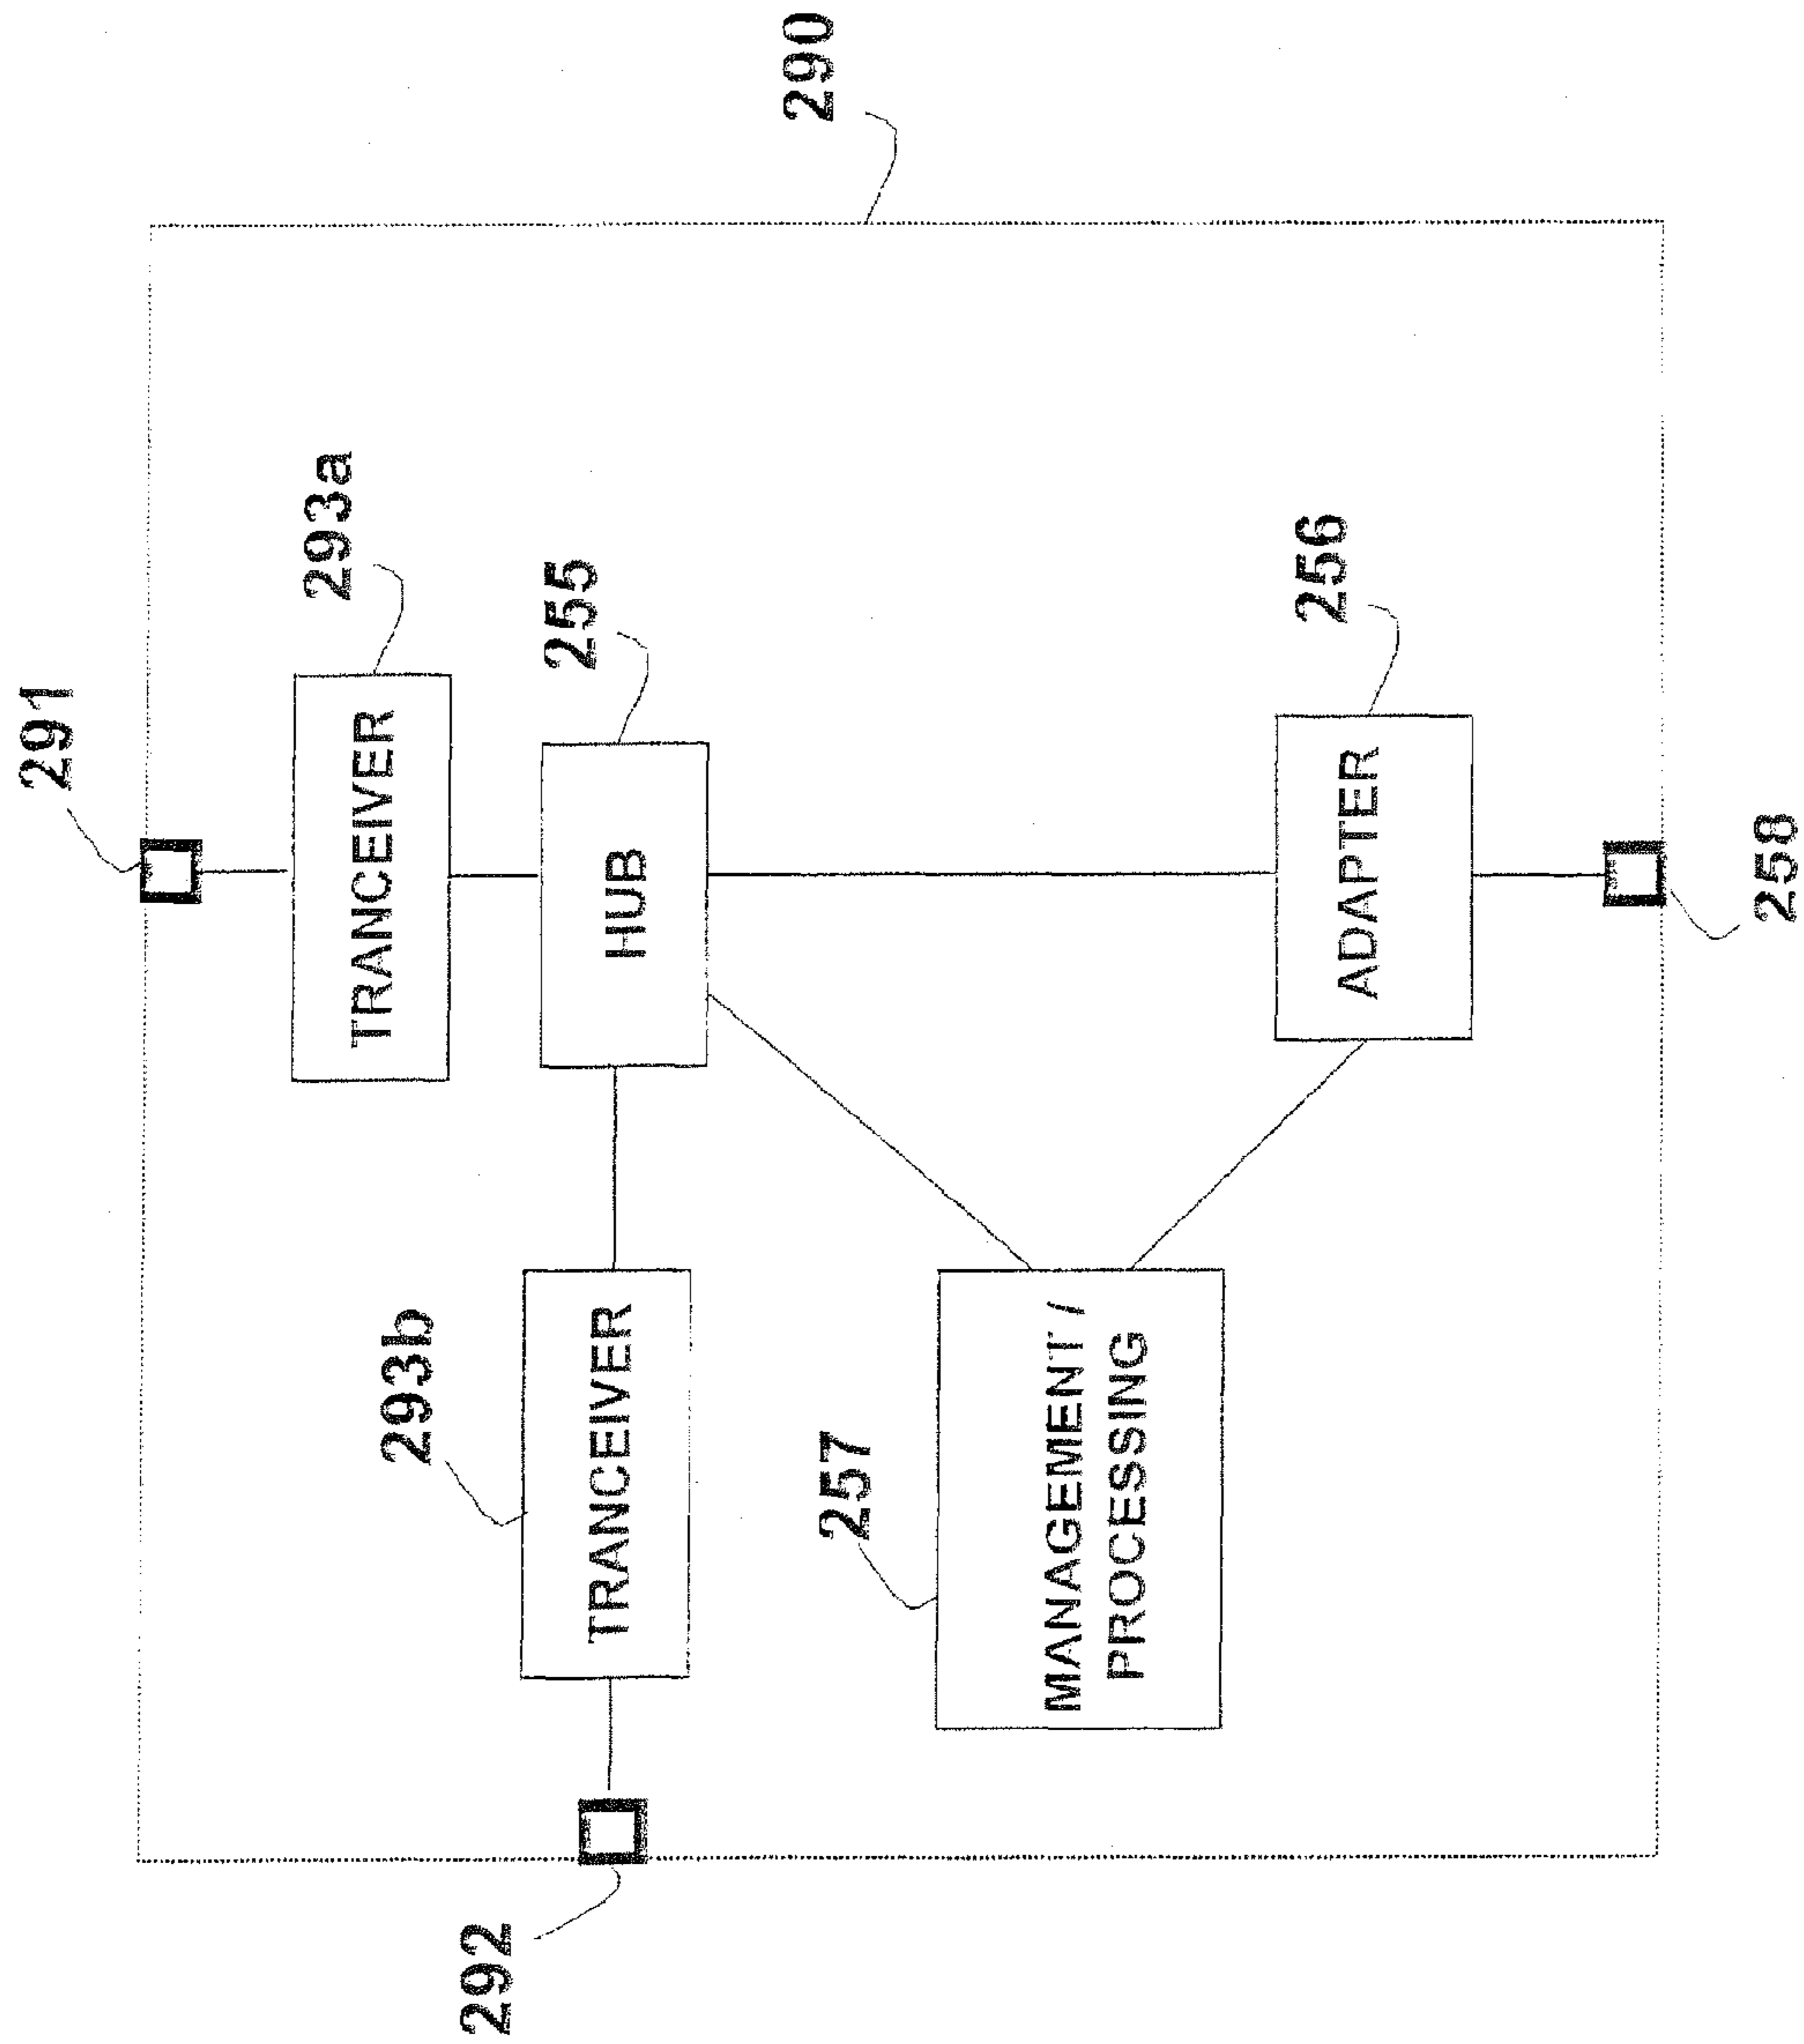 291
293a
TRANCEIVER
293b
292
255
TRANCEIVER
HUB
290
257
MANAGEMENT /
PROCESSING
256
ADAPTER
258